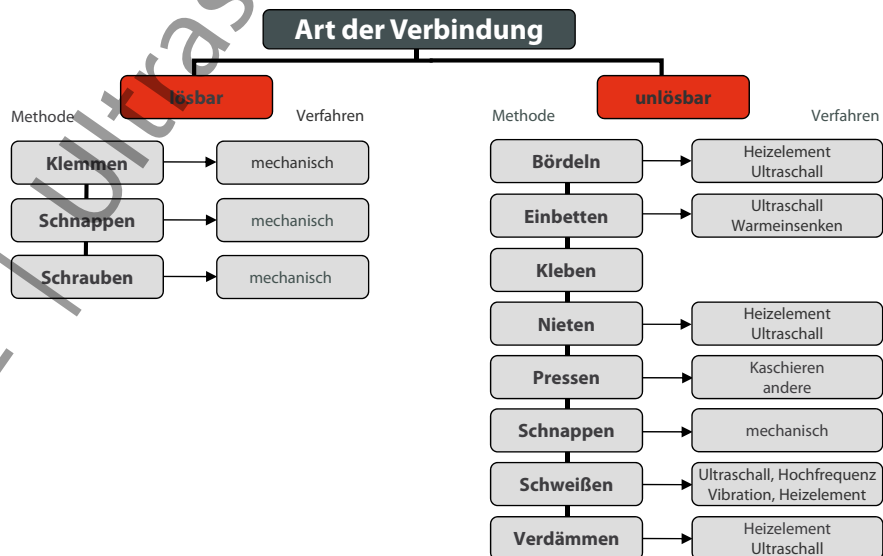 Art der Verbindung
lösbar
Methode
Verfahren
Klemmen
mechanisch
Schnappen
mechanisch
Schrauben
mechanisch
unlösbar
Methode
Verfahren
Bördeln
Heizelement
Ultraschall
Einbetten
Ultraschall
Warmeinsenken
Kleben
Nieten
Heizelement
Ultraschall
Pressen
Kaschieren
andere
Schnappen
mechanisch
Schweißen
Ultraschall, Hochfrequenz
Vibration, Heizelement
Verdämmen
Heizelement
Ultraschall